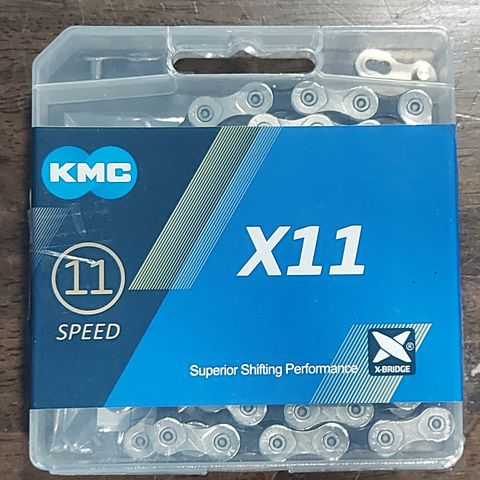 KMC
11
SPEED
X11
Superior Shifting Performance
X-BRIDGE
®